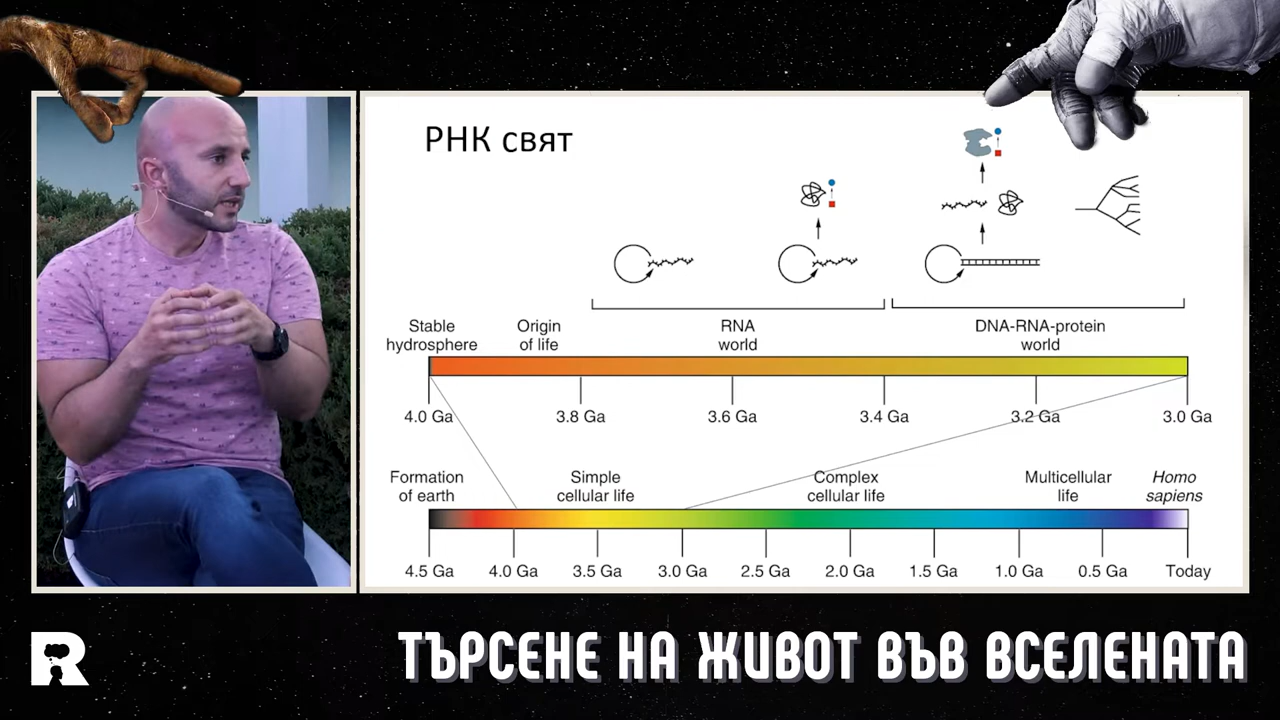 РНК свят
Stable
hydrosphere
Origin
of life
RNA
world
DNA-RNA-protein
world
4.0 Ga
3.8 Ga
3.6 Ga
3.4 Ga
3.2 Ga
3.0 Ga
Formation
of earth
Simple
cellular life
Complex
cellular life
Multicellular
life
Homo
sapiens
4.5 Ga
4.0 Ga
3.5 Ga
3.0 Ga
2.5 Ga
2.0 Ga
1.5 Ga
1.0 Ga
0.5 Ga
Today
R
ТЪРСЕНЕ НА ЖИВОТ ВЪВ ВСЕЛЕНАТА